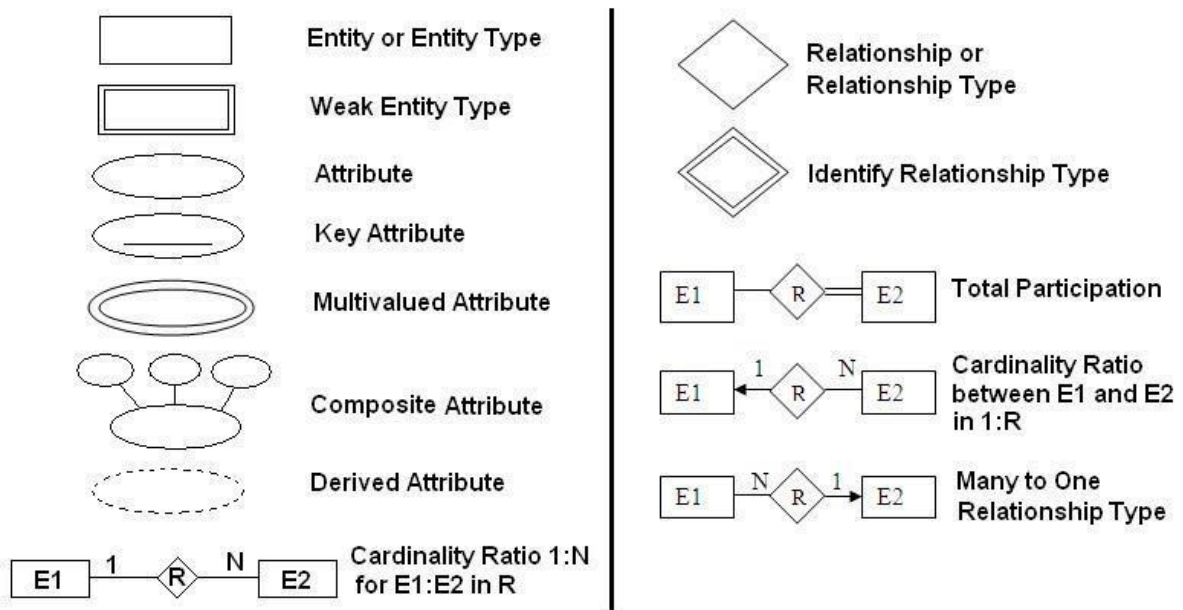 Entity or Entity Type
Weak Entity Type
Attribute
Key Attribute
Multivalued Attribute
Composite Attribute
Derived Attribute
E1 1 R N E2
Cardinality Ratio 1:N
for E1:E2 in R
Relationship or
Relationship Type
Identify Relationship Type
E1 R E2
Total Participation
E1 1 R N E2
Cardinality Ratio
between E1 and E2
in 1:R
E1 N R 1 E2
Many to One
Relationship Type